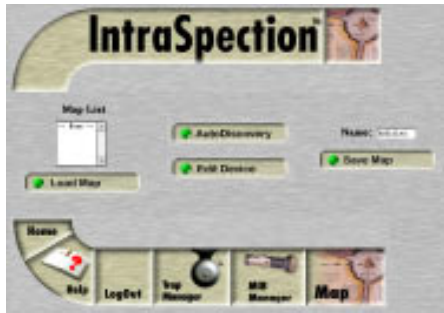 IntraSpection
Map List
AutoDiscovery
Name:
Edit Device
Save Map
Load Map
Home
Help
LogOut
Trap Manager
MIB Manager
Map